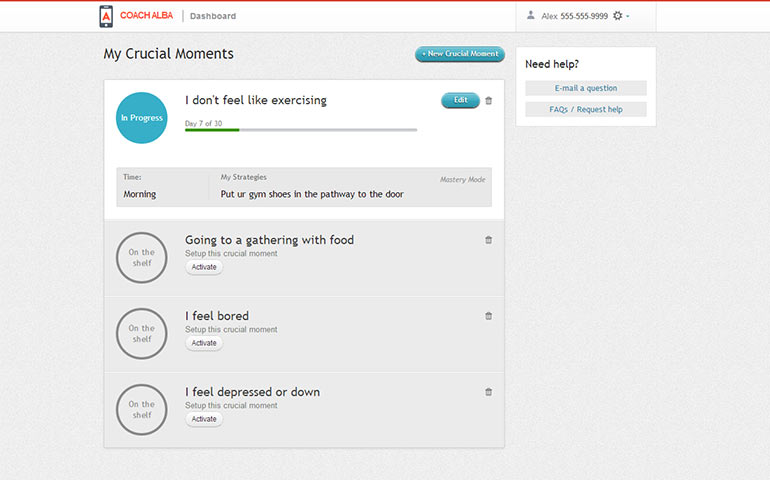 COACH ALBA
Dashboard
Alex 555-555-9999
My Crucial Moments
+ New Crucial Moment
In Progress
I don't feel like exercising
Edit
Day 7 of 30
Time:
My Strategies
Mastery Mode
Morning
Put ur gym shoes in the pathway to the door
On the
shelf
Going to a gathering with food
Setup this crucial moment
Activate
On the
shelf
I feel bored
Setup this crucial moment
Activate
On the
shelf
I feel depressed or down
Setup this crucial moment
Activate
Need help?
E-mail a question
FAQs / Request help